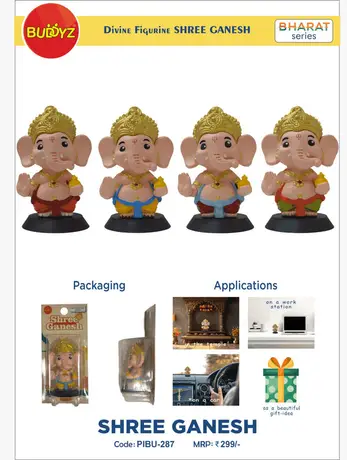 BUDDYZ
Divine Figurine SHREE GANESH
BHARAT
series
Packaging
Applications
Shree
Ganesh
on a work
station
on a car
as a beautiful
gift-idea
SHREE GANESH
Code: PIBU-287 MRP: ₹299/-